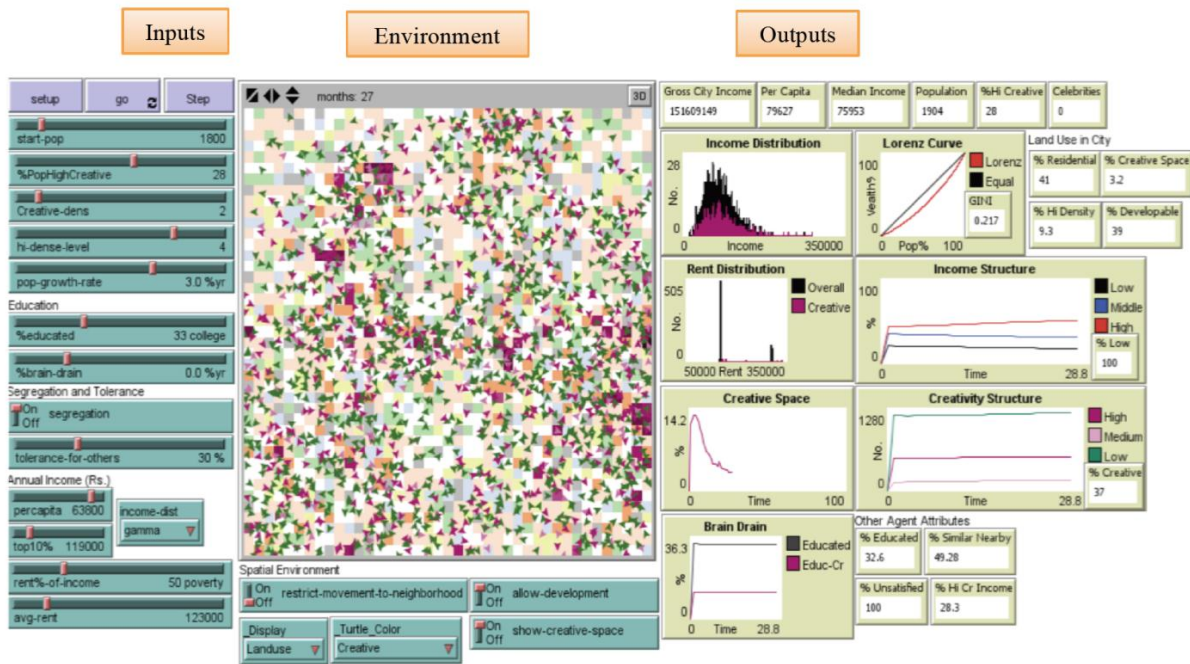 Inputs
Environment
Outputs
setup
go
Step
start-pop 1800
%PopHighCreative 28
Creative-dens 2
hi-dense-level 4
pop-growth-rate 3.0 %yr
Education
%educated 33 college
%brain-drain 0.0 %yr
Segregation and Tolerance
On
Off
segregation
tolerance-for-others 30 %
Annual Income (Rs.)
percapita 63800
top10% 119000
income-dist
gamma
rent%-of-income 50 poverty
avg-rent 123000
months: 27
3D
Spatial Environment
On
Off
restrict-movement-to-neighborhood
On
Off
allow-development
_Display
Landuse
_Turtle_Color
Creative
On
Off
show-creative-space
Gross City Income
151609149
Per Capita
79627
Median Income
75953
Population
1904
%Hi Creative
28
Celebrities
0
Income Distribution
28
No.
0
0 Income 350000
Lorenz Curve
100
Wealth%
0
0 Pop% 100
Lorenz
Equal
GINI
0.217
Land Use in City
% Residential
41
% Creative Space
3.2
% Hi Density
9.3
% Developable
39
Rent Distribution
505
No.
0
50000 Rent 350000
Overall
Creative
Income Structure
100
%
0
0 Time 28.8
Low
Middle
High
% Low
100
Creative Space
14.2
%
0
0 Time 100
Creativity Structure
1280
No.
0
0 Time 28.8
High
Medium
Low
% Creative
37
Brain Drain
36.3
%
0
0 Time 28.8
Educated
Educ-Cr
Other Agent Attributes
% Educated
32.6
% Similar Nearby
49.28
% Unsatisfied
100
% Hi Cr Income
28.3